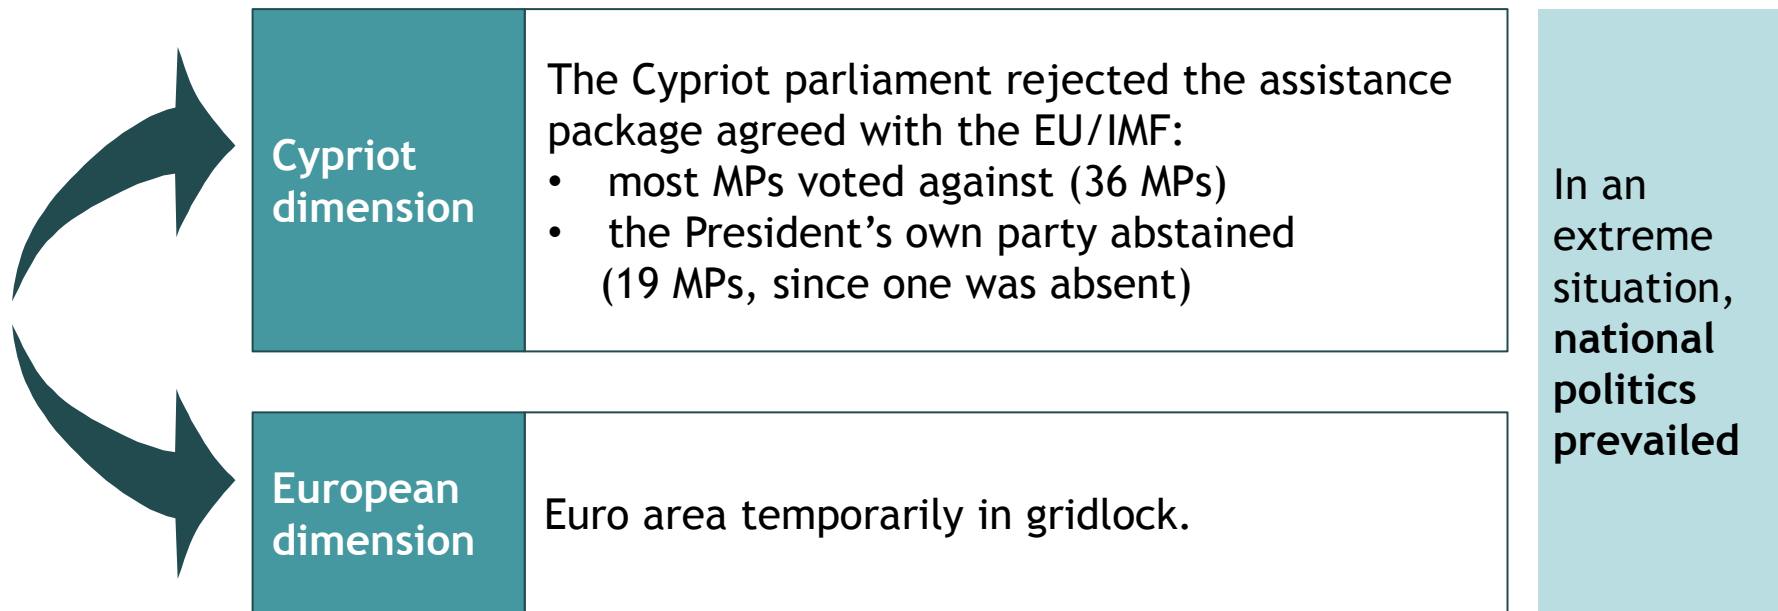 Cypriot
dimension
The Cypriot parliament rejected the assistance
package agreed with the EU/IMF:
• most MPs voted against (36 MPs)
• the President’s own party abstained
(19 MPs, since one was absent)
European
dimension
Euro area temporarily in gridlock.
In an
extreme
situation,
national
politics
prevailed